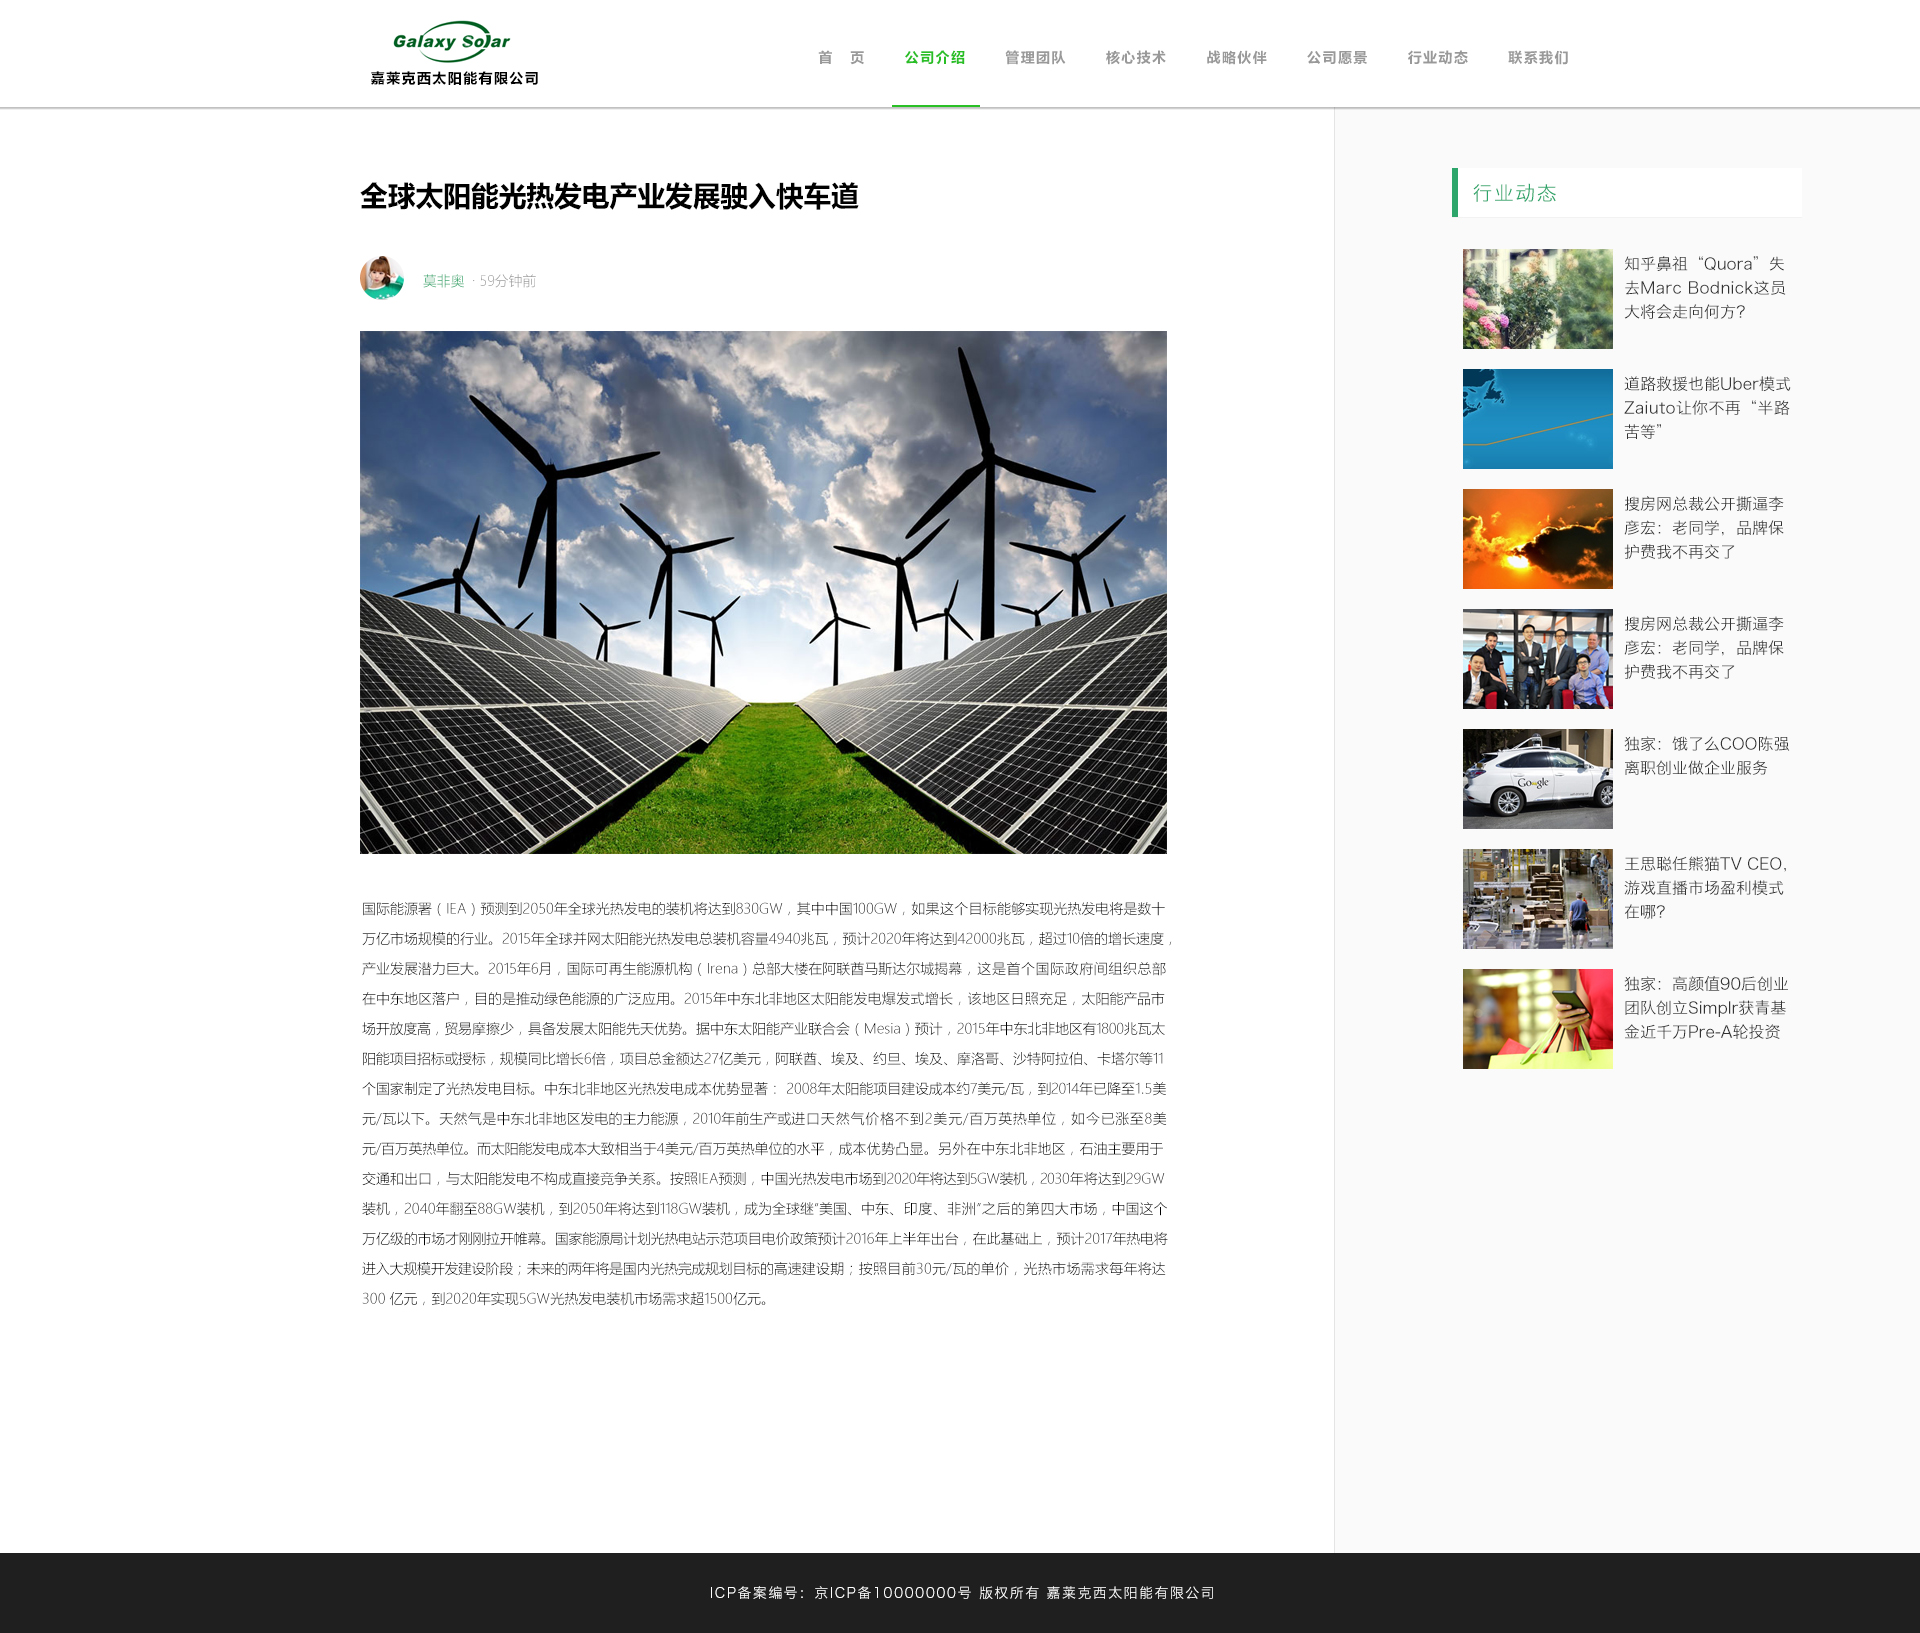 Galaxy Solar
嘉莱克西太阳能有限公司
首 页 公司介绍 管理团队 核心技术 战略伙伴 公司愿景 行业动态 联系我们
全球太阳能光热发电产业发展驶入快车道
莫非奥 · 59分钟前
国际能源署（IEA）预测到2050年全球光热发电的装机将达到830GW，其中中国100GW，如果这个目标能够实现光热发电将是数十
万亿市场规模的行业。2015年全球并网太阳能光热发电总装机容量4940兆瓦，预计2020年将达到42000兆瓦，超过10倍的增长速度，
产业发展潜力巨大。2015年6月，国际可再生能源机构（Irena）总部大楼在阿联酋马斯达尔城揭幕，这是首个国际政府间组织总部
在中东地区落户，目的是推动绿色能源的广泛应用。2015年中东北非地区太阳能发电爆发式增长，该地区日照充足，太阳能产品市
场开放度高，贸易摩擦少，具备发展太阳能先天优势。据中东太阳能产业联合会（Mesia）预计，2015年中东北非地区有1800兆瓦太
阳能项目招标或授标，规模同比增长6倍，项目总金额达27亿美元，阿联酋、埃及、约旦、埃及、摩洛哥、沙特阿拉伯、卡塔尔等11
个国家制定了光热发电目标。中东北非地区光热发电成本优势显著： 2008年太阳能项目建设成本约7美元/瓦，到2014年已降至1.5美
元/瓦以下。天然气是中东北非地区发电的主力能源，2010年前生产或进口天然气价格不到2美元/百万英热单位，如今已涨至8美
元/百万英热单位。而太阳能发电成本大致相当于4美元/百万英热单位的水平，成本优势凸显。另外在中东北非地区，石油主要用于
交通和出口，与太阳能发电不构成直接竞争关系。按照IEA预测，中国光热发电市场到2020年将达到5GW装机，2030年将达到29GW
装机，2040年翻至88GW装机，到2050年将达到118GW装机，成为全球继“美国、中东、印度、非洲”之后的第四大市场，中国这个
万亿级的市场才刚刚拉开帷幕。国家能源局计划光热电站示范项目电价政策预计2016年上半年出台，在此基础上，预计2017年热电将
进入大规模开发建设阶段；未来的两年将是国内光热完成规划目标的高速建设期；按照目前30元/瓦的单价，光热市场需求每年将达
300 亿元，到2020年实现5GW光热发电装机市场需求超1500亿元。
行业动态
知乎鼻祖“Quora”失
去Marc Bodnick这员
大将会走向何方？
道路救援也能Uber模式
Zaiuto让你不再“半路
苦等”
搜房网总裁公开撕逼李
彦宏：老同学，品牌保
护费我不再交了
搜房网总裁公开撕逼李
彦宏：老同学，品牌保
护费我不再交了
Google
独家：饿了么COO陈强
离职创业做企业服务
王思聪任熊猫TV CEO，
游戏直播市场盈利模式
在哪？
独家：高颜值90后创业
团队创立Simplr获青基
金近千万Pre-A轮投资
ICP备案编号：京ICP备10000000号 版权所有 嘉莱克西太阳能有限公司